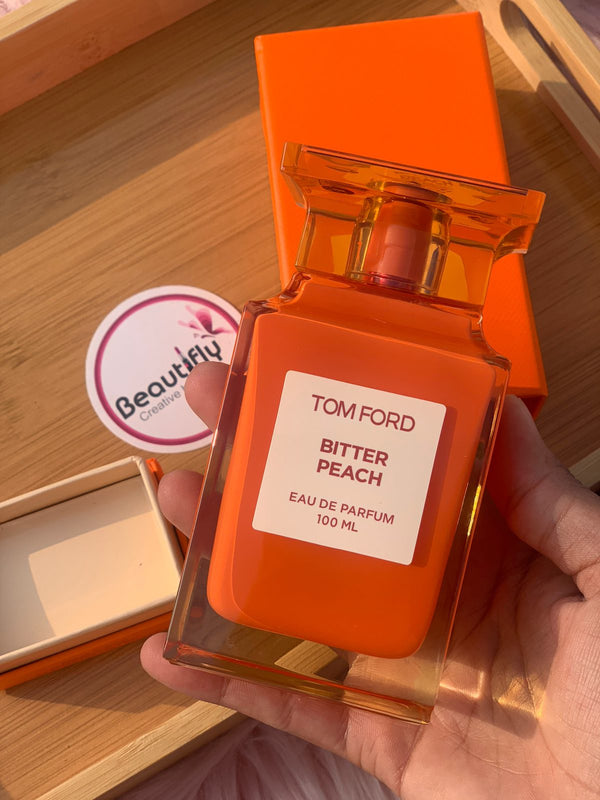 Beautifly
Creative
TOM FORD
BITTER
PEACH
EAU DE PARFUM
100 ML